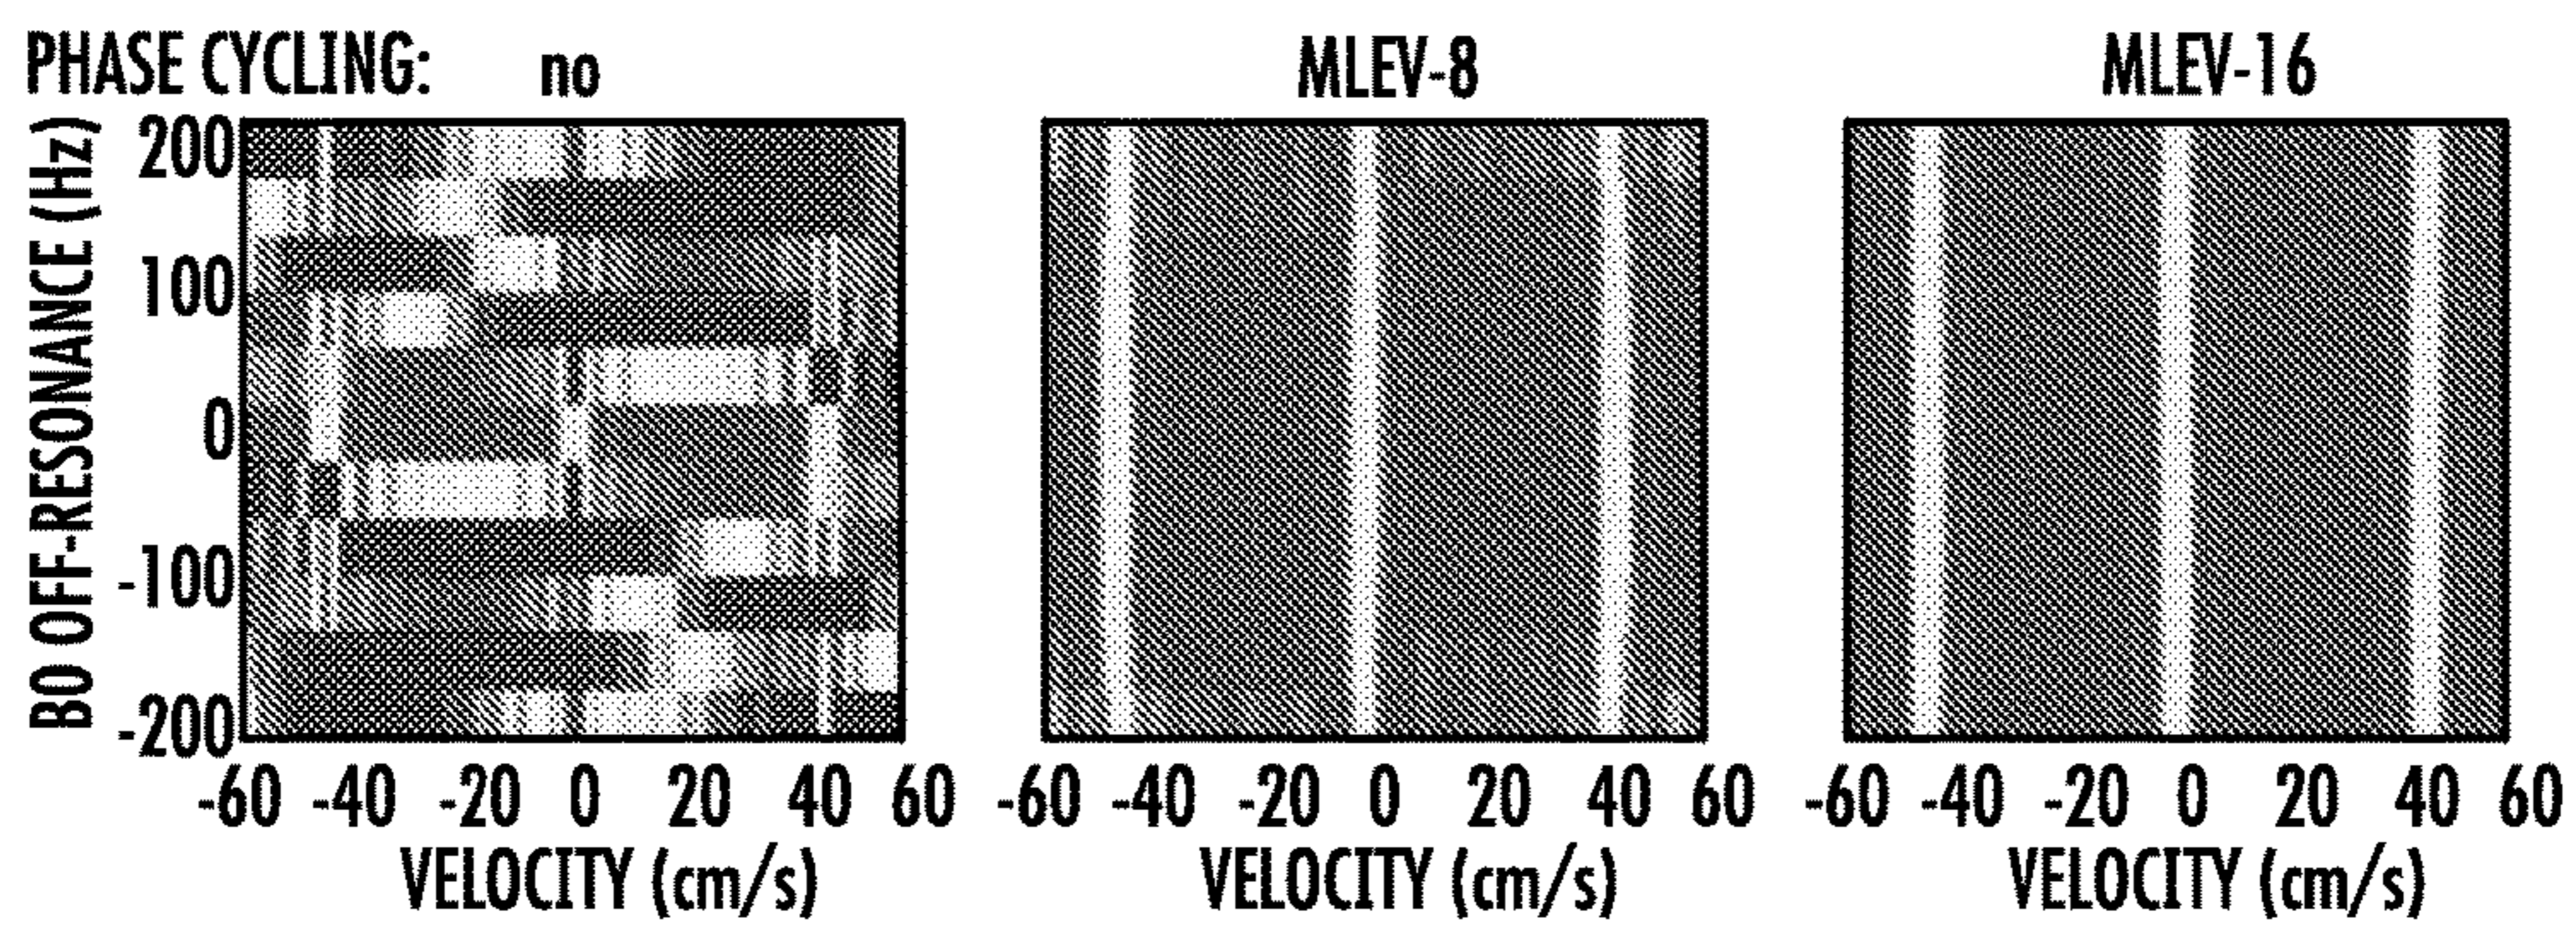 PHASE CYCLING: no MLEV-8 MLEV-16
B0 OFF-RESONANCE (Hz)
200
100
0
-100
-200
-60 -40 -20 0 20 40 60 -60 -40 -20 0 20 40 60 -60 -40 -20 0 20 40 60
VELOCITY (cm/s) VELOCITY (cm/s) VELOCITY (cm/s)